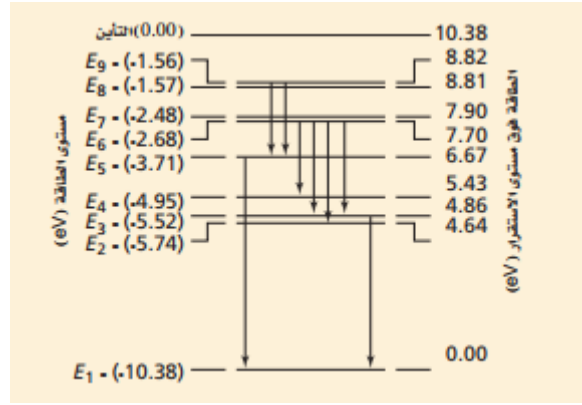 (0.00)التأين
10.38
E9 - (-1.56)
8.82
E8 - (-1.57)
8.81
E7 - (-2.48)
7.90
E6 - (-2.68)
7.70
E5 - (-3.71)
6.67
E4 - (-4.95)
5.43
E3 - (-5.52)
4.86
E2 - (-5.74)
4.64
E1 - (-10.38)
0.00
مستوى الطاقة (eV)
الطاقة فوق مستوى الاستقرار (eV)